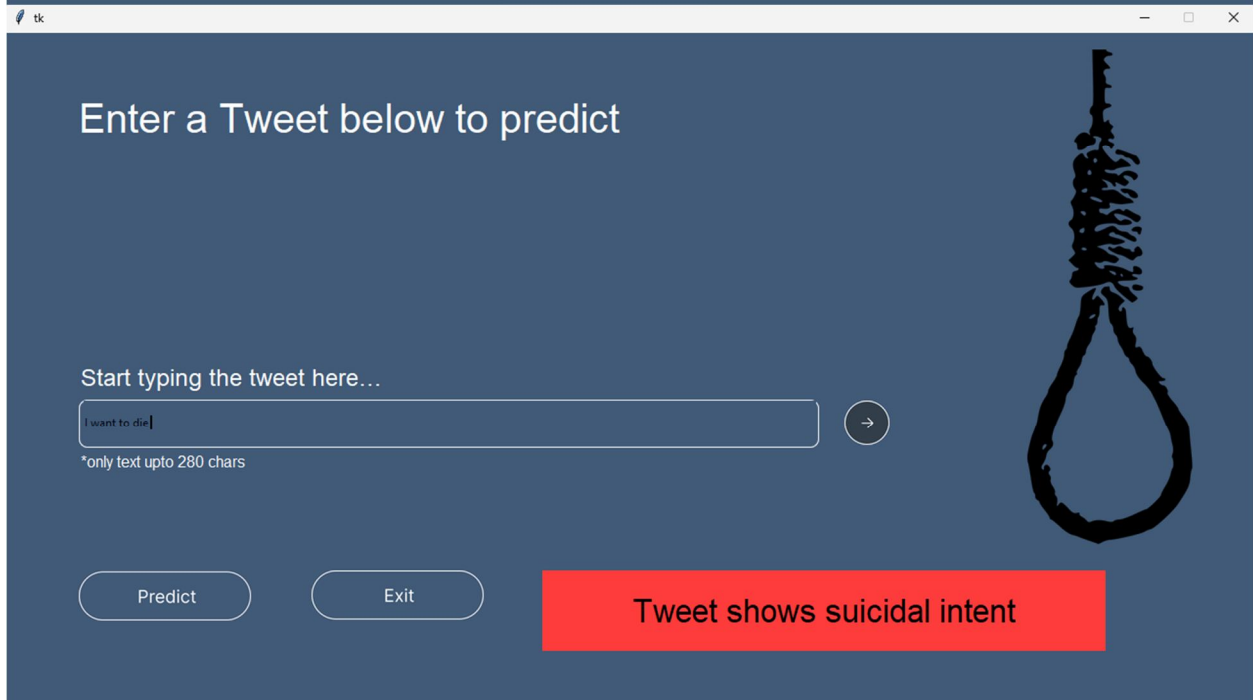 tk
Enter a Tweet below to predict
Start typing the tweet here...
I want to die
*only text upto 280 chars
Predict
Exit
Tweet shows suicidal intent